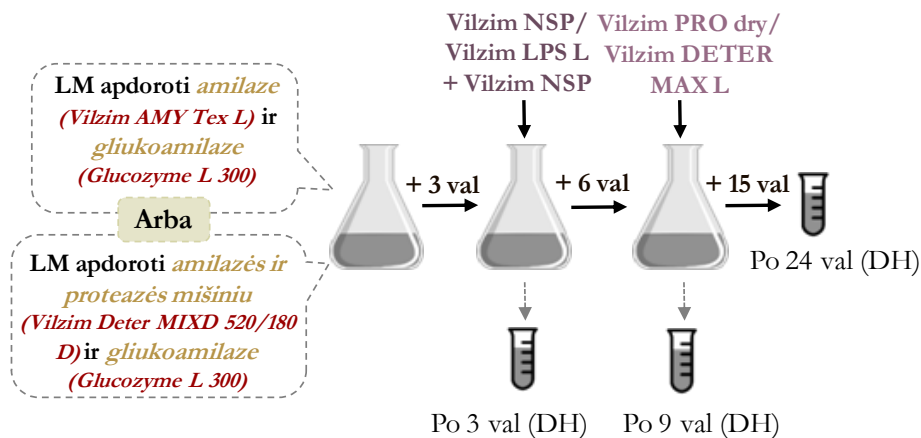 LM apdoroti amilaze
(Vilzim AMY Tex L) ir
gliukoamilaze
(Glucozyme L 300)
Arba
LM apdoroti amilazės ir
proteazės mišiniu
(Vilzim Deter MIXD 520/180
D) ir gliukoamilaze
(Glucozyme L 300)
Vilzim NSP/
Vilzim LPS L
+ Vilzim NSP
Vilzim PRO dry/
Vilzim DETER
MAX L
+ 3 val
+ 6 val
+ 15 val
Po 24 val (DH)
Po 3 val (DH)
Po 9 val (DH)